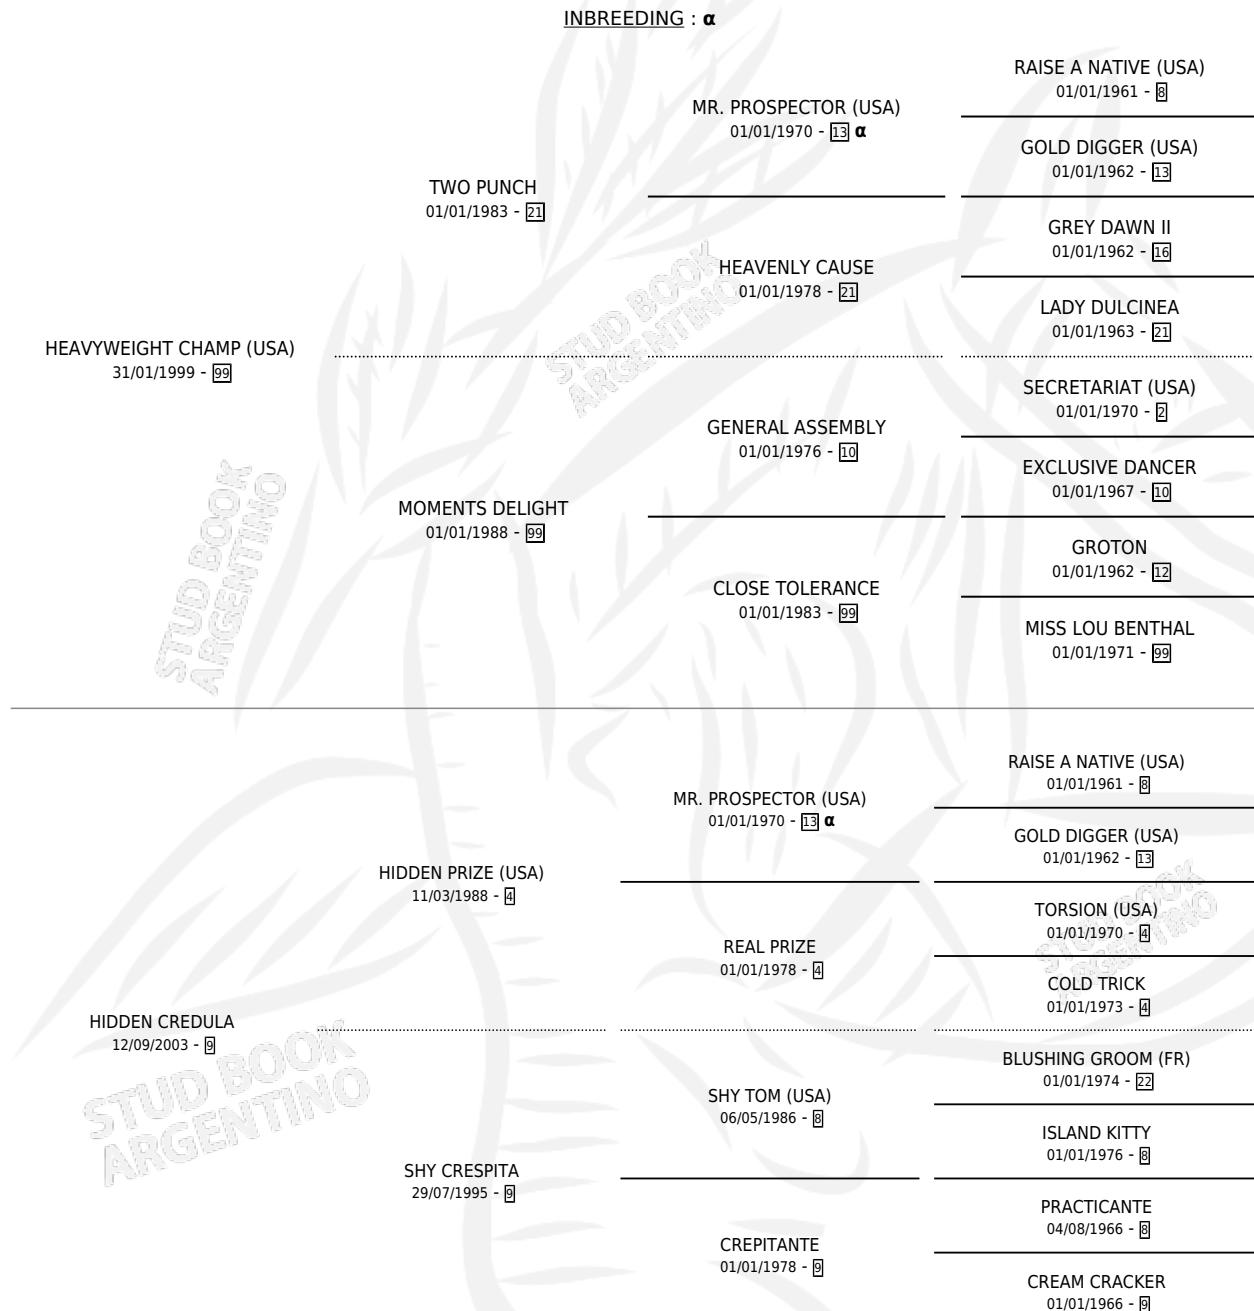 INBREEDING : α
RAISE A NATIVE (USA)
01/01/1961 - 8
MR. PROSPECTOR (USA)
01/01/1970 - 13 α
GOLD DIGGER (USA)
01/01/1962 - 13
TWO PUNCH
01/01/1983 - 21
GREY DAWN II
01/01/1962 - 16
HEAVENLY CAUSE
01/01/1978 - 21
LADY DULCINEA
01/01/1963 - 21
HEAVYWEIGHT CHAMP (USA)
31/01/1999 - 99
SECRETARIAT (USA)
01/01/1970 - 2
GENERAL ASSEMBLY
01/01/1976 - 10
EXCLUSIVE DANCER
01/01/1967 - 10
MOMENTS DELIGHT
01/01/1988 - 99
GROTON
01/01/1962 - 12
CLOSE TOLERANCE
01/01/1983 - 99
MISS LOU BENTHAL
01/01/1971 - 99
RAISE A NATIVE (USA)
01/01/1961 - 8
MR. PROSPECTOR (USA)
01/01/1970 - 13 α
GOLD DIGGER (USA)
01/01/1962 - 13
HIDDEN PRIZE (USA)
11/03/1988 - 4
TORSION (USA)
01/01/1970 - 4
REAL PRIZE
01/01/1978 - 4
COLD TRICK
01/01/1973 - 4
HIDDEN CREDULA
12/09/2003 - 9
BLUSHING GROOM (FR)
01/01/1974 - 22
SHY TOM (USA)
06/05/1986 - 8
ISLAND KITTY
01/01/1976 - 8
SHY CRESPITA
29/07/1995 - 9
PRACTICANTE
04/08/1966 - 8
CREPITANTE
01/01/1978 - 9
CREAM CRACKER
01/01/1966 - 9
STUD BOOK
ARGENTINO
STUD BOOK
ARGENTINO
STUD BOOK
ARGENTINO
STUD BOOK
ARGENTINO